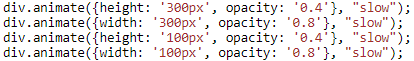 div.animate({height: '300px', opacity: '0.4'}, "slow");
div.animate({width: '300px', opacity: '0.8'}, "slow");
div.animate({height: '100px', opacity: '0.4'}, "slow");
div.animate({width: '100px', opacity: '0.8'}, "slow");